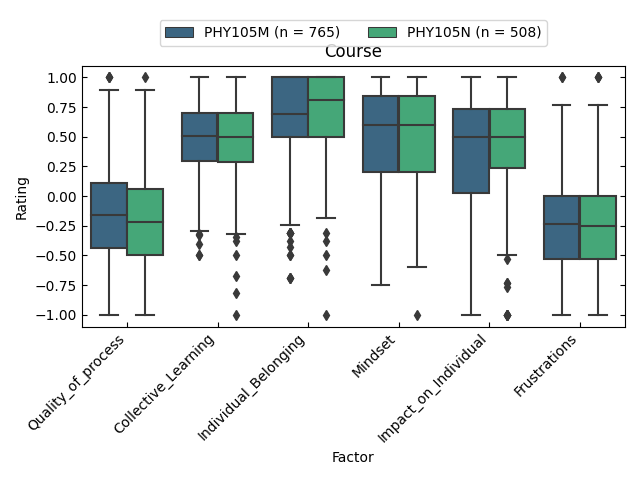 PHY105M (n = 765) PHY105N (n = 508)
Course
1.00
0.75
0.50
0.25
0.00
−0.25
−0.50
−0.75
−1.00
Rating
Quality_of_process
Collective_Learning
Individual_Belonging
Mindset
Impact_on_Individual
Frustrations
Factor